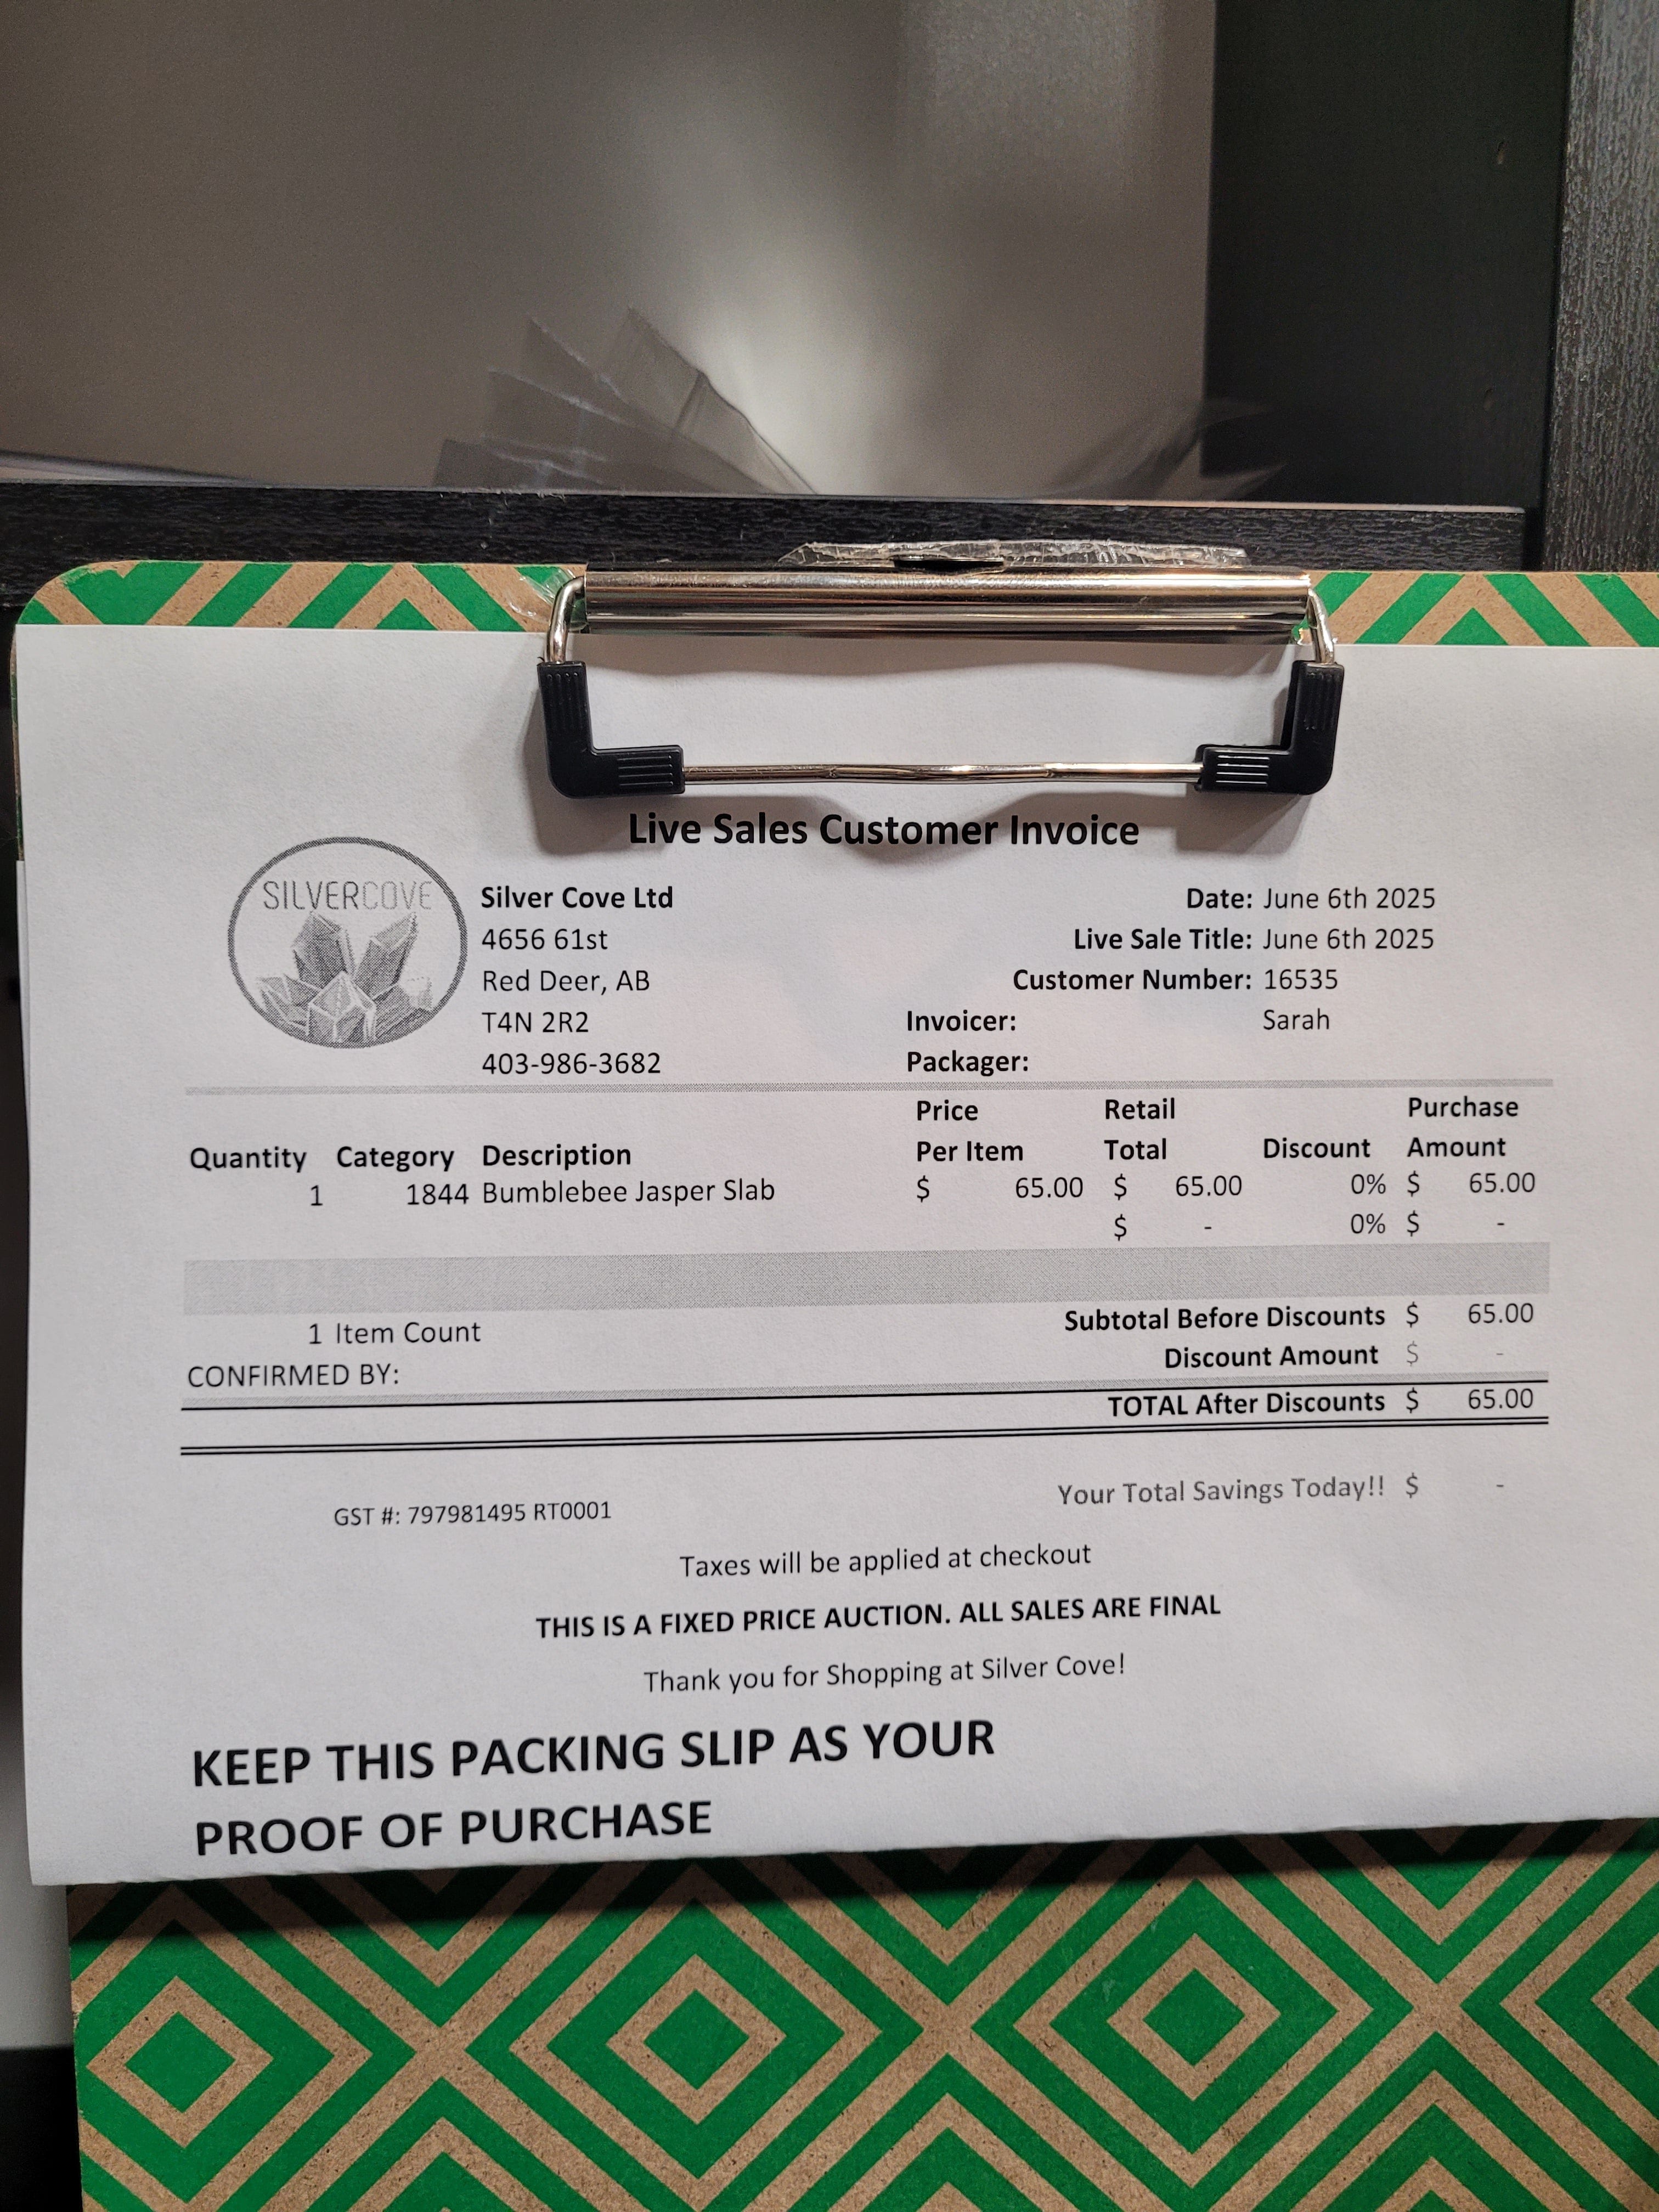 Live Sales Customer Invoice
SILVERCOVE
Silver Cove Ltd
4656 61st
Red Deer, AB
T4N 2R2
403-986-3682
Date: June 6th 2025
Live Sale Title: June 6th 2025
Customer Number: 16535
Invoicer: Sarah
Packager:
Quantity Category Description Price Per Item Retail Total Discount Purchase Amount
1 1844 Bumblebee Jasper Slab $ 65.00 $ 65.00 0% $ 65.00
$ - 0% $ -
1 Item Count
CONFIRMED BY:
Subtotal Before Discounts $ 65.00
Discount Amount $ -
TOTAL After Discounts $ 65.00
Your Total Savings Today!! $ -
GST #: 797981495 RT0001
Taxes will be applied at checkout
THIS IS A FIXED PRICE AUCTION. ALL SALES ARE FINAL
Thank you for Shopping at Silver Cove!
KEEP THIS PACKING SLIP AS YOUR
PROOF OF PURCHASE